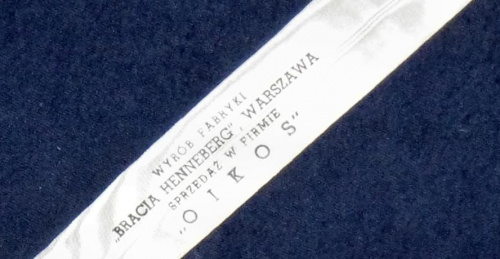 WYRÓB FABRYKI
„BRACIA HENNEBERG", WARSZAWA
SPRZEDAŻ W FIRMIE
„OIKOS"